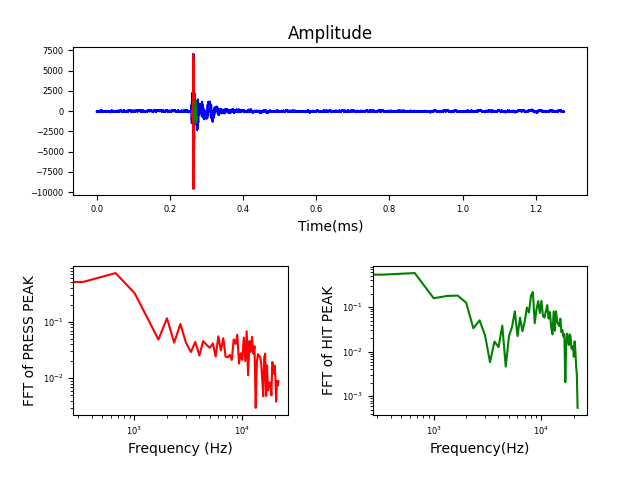 Amplitude
7500
5000
2500
0
−2500
−5000
−7500
−10000
0.0 0.2 0.4 0.6 0.8 1.0 1.2
Time(ms)
FFT of PRESS PEAK
10⁻¹
10⁻²
10³ 10⁴
Frequency (Hz)
FFT of HIT PEAK
10⁻¹
10⁻²
10⁻³
10³ 10⁴
Frequency(Hz)